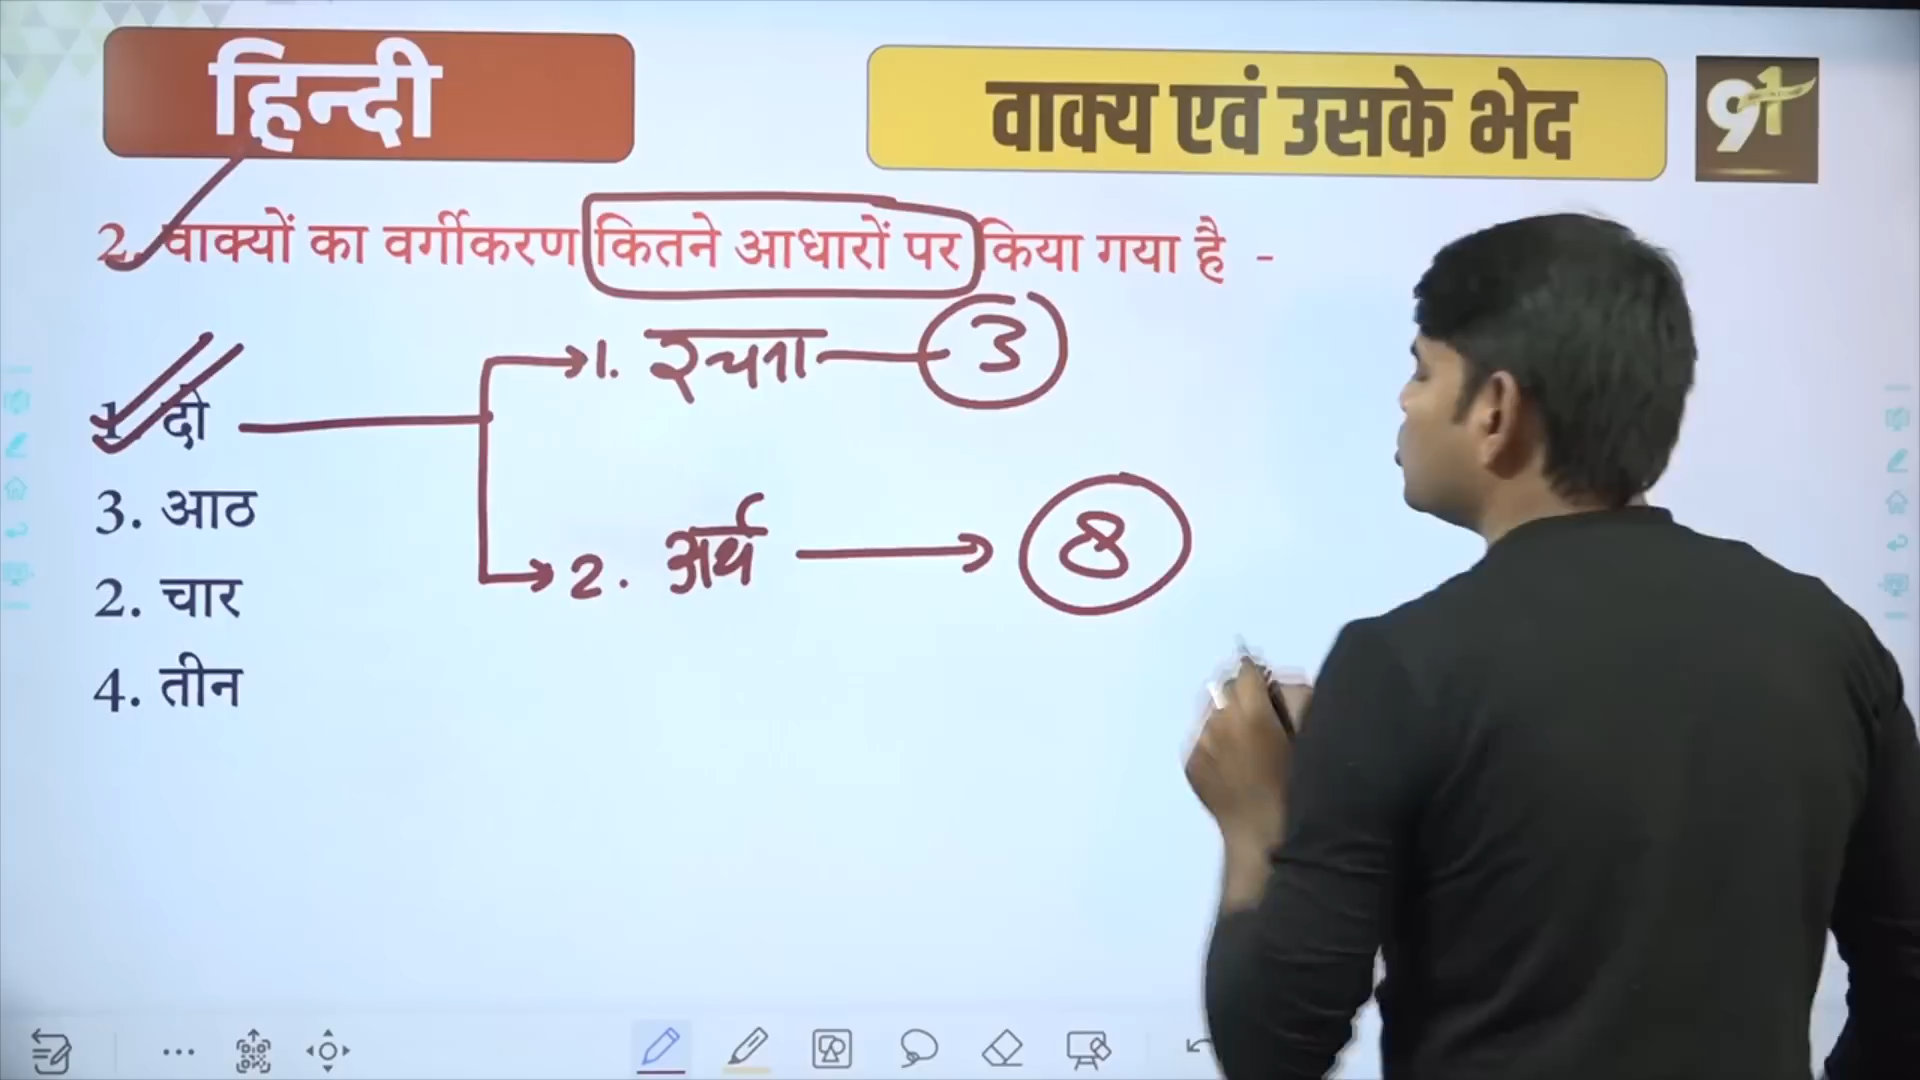 हिन्दी
वाक्य एवं उसके भेद
91
2. वाक्यों का वर्गीकरण कितने आधारों पर किया गया है -
1. दो
3. आठ
2. चार
4. तीन
1. रचना 3
2. अर्थ 8